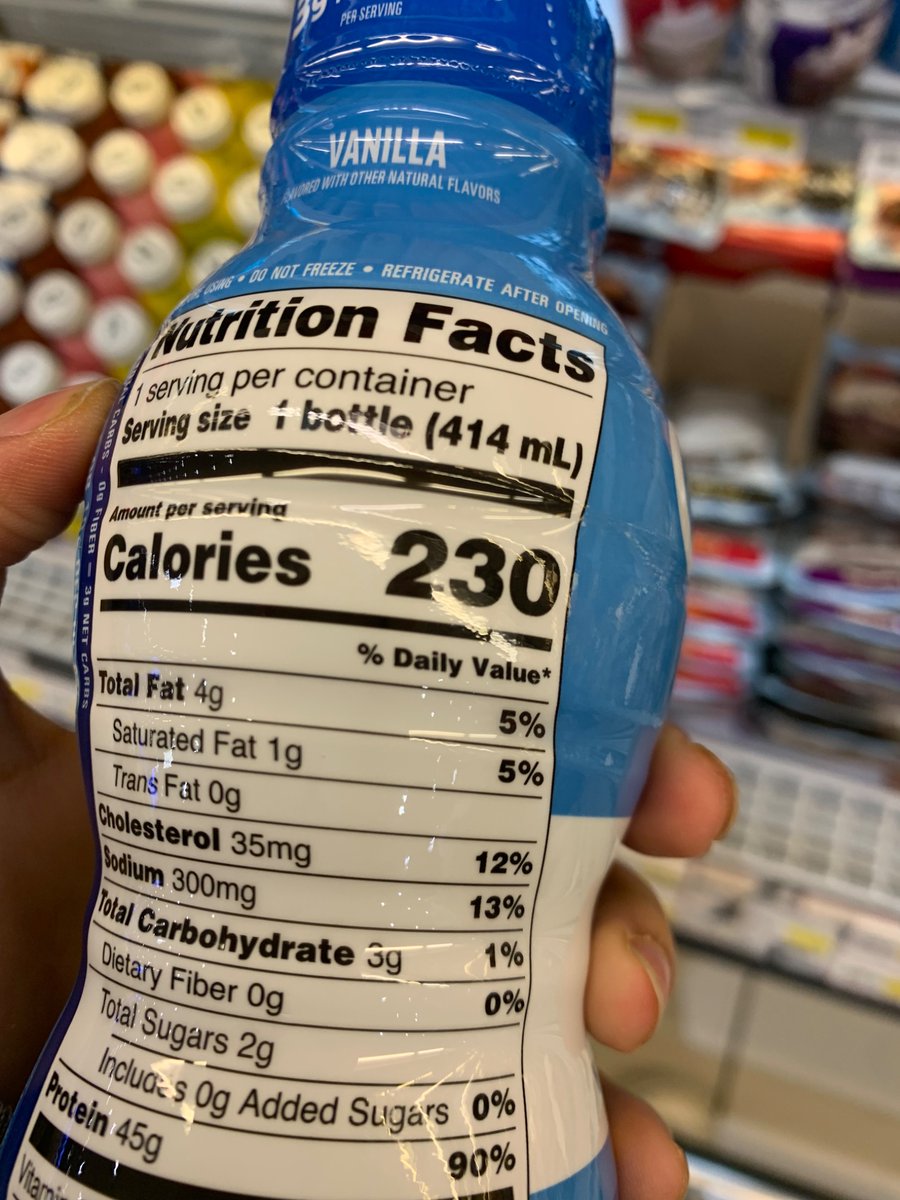 PER SERVING
VANILLA
FLAVORED WITH OTHER NATURAL FLAVORS
USING • DO NOT FREEZE • REFRIGERATE AFTER OPENING
Nutrition Facts
1 serving per container
Serving size 1 bottle (414 mL)
Amount per serving
Calories 230
% Daily Value*
Total Fat 4g 5%
Saturated Fat 1g 5%
Trans Fat 0g
Cholesterol 35mg 12%
Sodium 300mg 13%
Total Carbohydrate 3g 1%
Dietary Fiber 0g 0%
Total Sugars 2g
Includes 0g Added Sugars 0%
Protein 45g 90%
CARBS - 0g FIBER = 3g NET CARBS